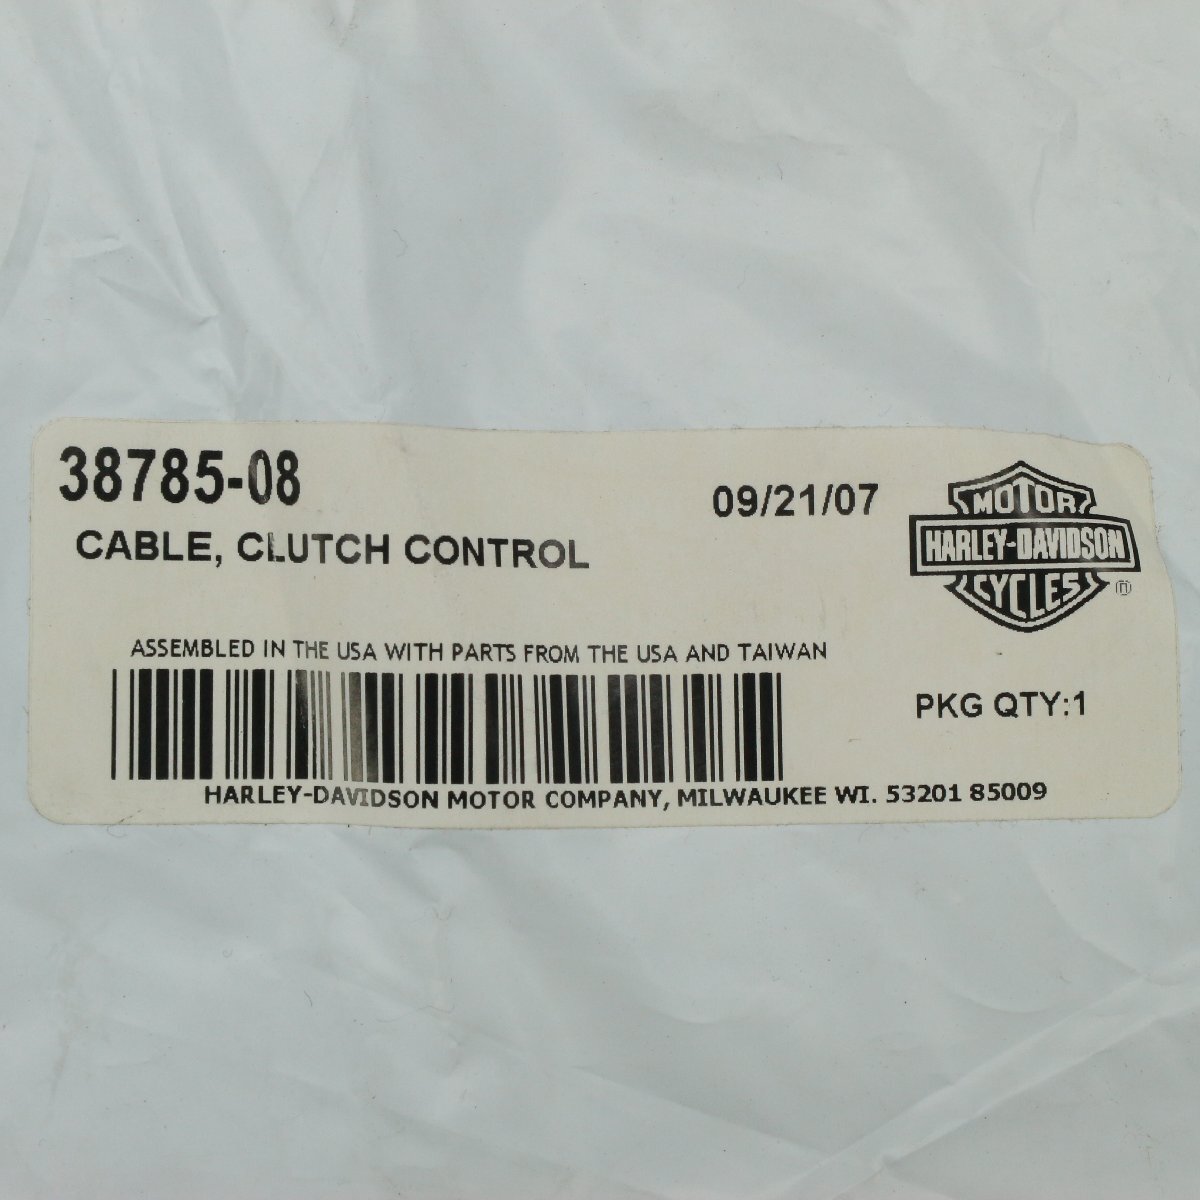 38785-08
09/21/07
CABLE, CLUTCH CONTROL
MOTOR
HARLEY-DAVIDSON
CYCLES
®
ASSEMBLED IN THE USA WITH PARTS FROM THE USA AND TAIWAN
PKG QTY:1
HARLEY-DAVIDSON MOTOR COMPANY, MILWAUKEE WI. 53201 85009